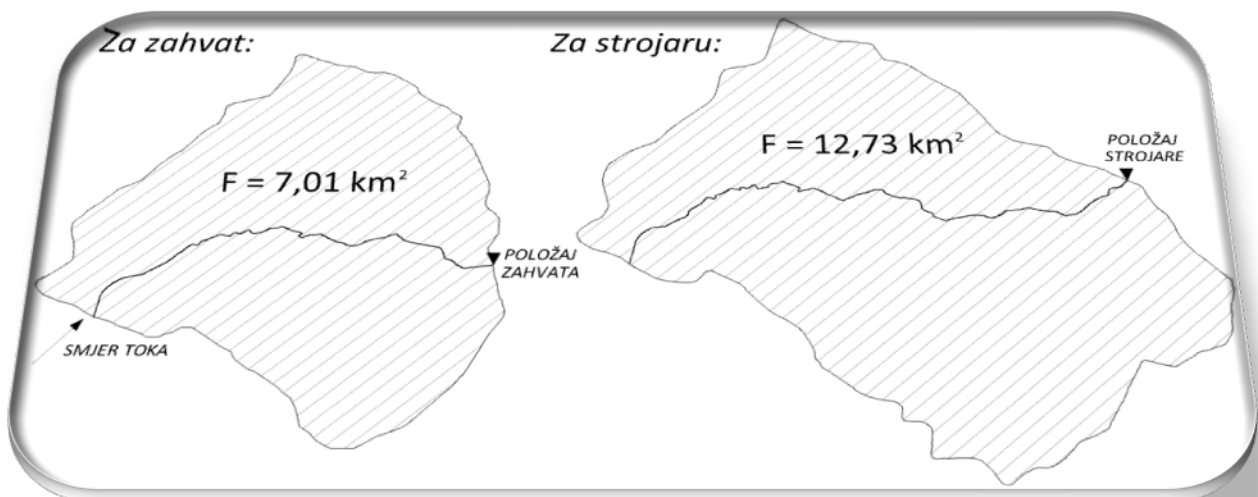 Za zahvat:
F = 7,01 km²
POLOŽAJ
ZAHVATA
SMJER TOKA
Za strojaru:
F = 12,73 km²
POLOŽAJ
STROJARE